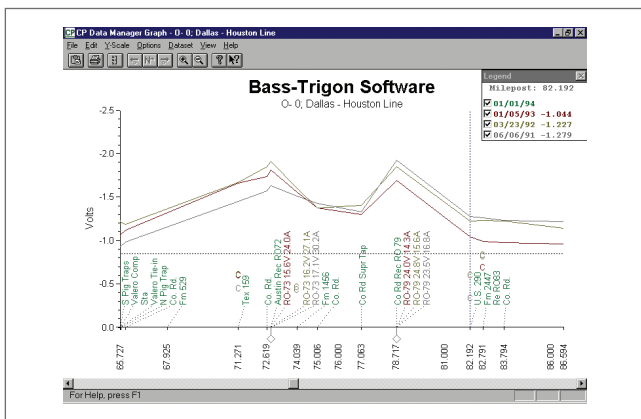 CP CP Data Manager Graph - O- 0; Dallas - Houston Line
File Edit Y-Scale Options Dataset View Help
Bass-Trigon Software
O- 0; Dallas - Houston Line
Legend
Milepost: 82.192
01/01/94
01/05/93 -1.044
03/23/92 -1.227
06/06/91 -1.279
-2.5
-2.0
-1.5
-1.0
-0.5
0.0
Volts
S Pig Traps
Valero Comp
Sta
Valero Tie-in
N Pig Trap
Co. Rd.
Fm 529
Tex 159
Co. Rd.
Austin Rec RO72
RO-73 15.6V 24.0A
RO-73 16.2V 27.1A
RO-73 17.1V 30.2A
Fm 1456
Co. Rd.
Co Rd Supr Tap
Co Rd Rec RO 79
RO-79 24.0V 14.3A
RO-79 24.8V 15.6A
RO-79 23.5V 16.8A
U.S. 290
Fm 2447
Re RO83
Co. Rd.
65.727
67.925
71.271
72.619
74.039
75.006
76.000
77.063
78.717
81.000
82.192
82.791
83.794
86.000
86.594
For Help, press F1